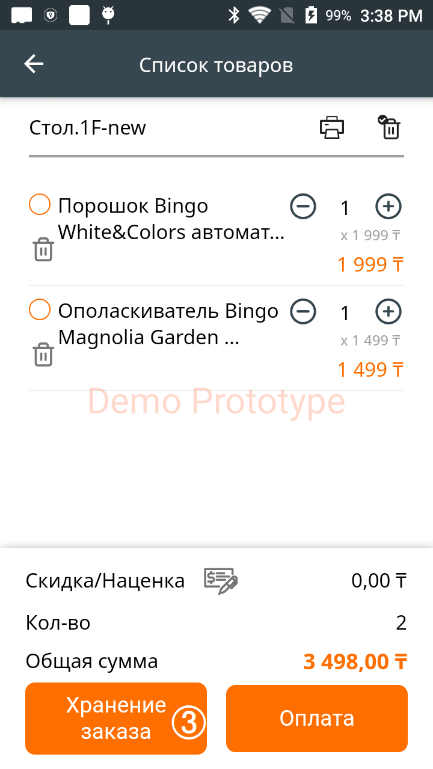 99% 3:38 PM
Список товаров
Стол.1F-new
Порошок Bingo
White&Colors автомат...
1
x 1 999 ₸
1 999 ₸
Ополаскиватель Bingo
Magnolia Garden ...
1
x 1 499 ₸
1 499 ₸
Demo Prototype
Скидка/Наценка 0,00 ₸
Кол-во 2
Общая сумма 3 498,00 ₸
Хранение
заказа 3
Оплата